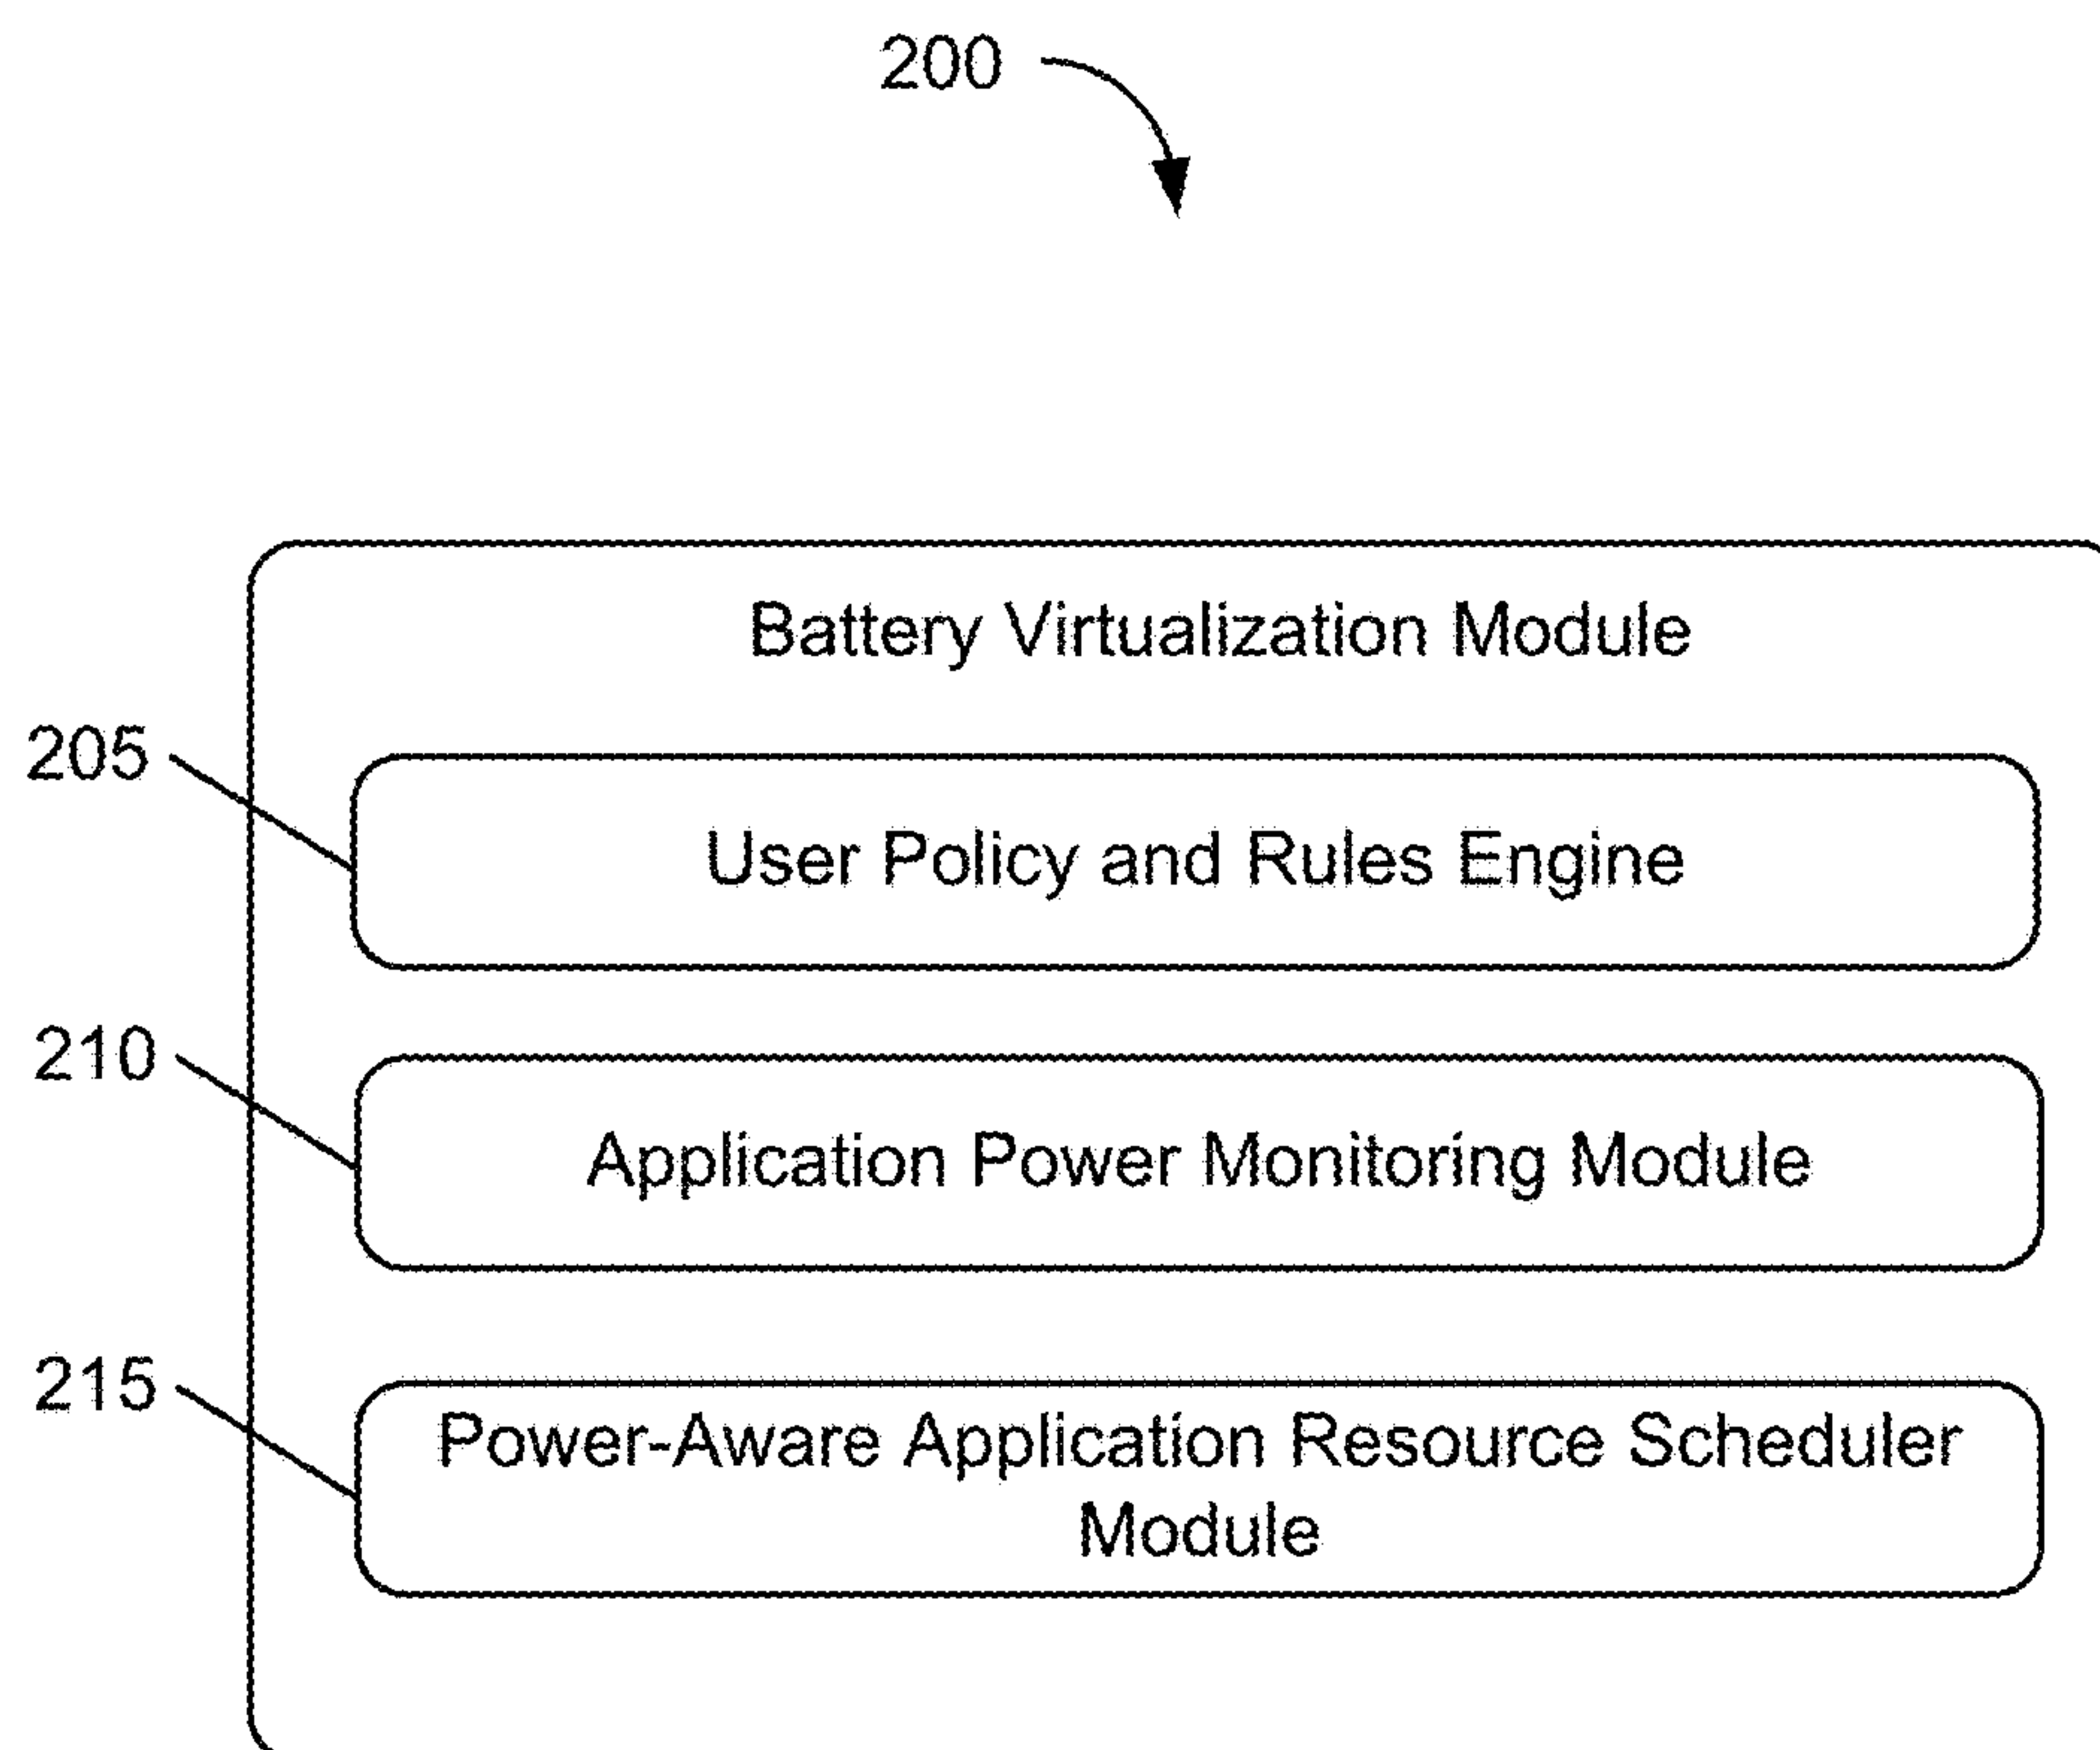 200
Battery Virtualization Module
205
User Policy and Rules Engine
210
Application Power Monitoring Module
215
Power-Aware Application Resource Scheduler
Module